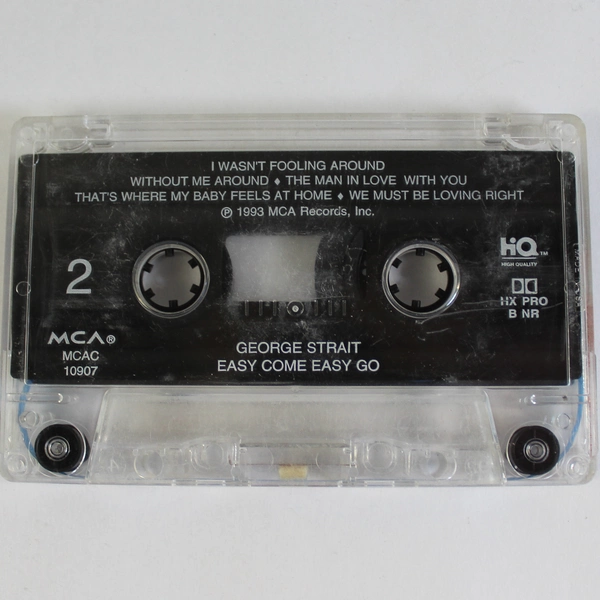 I WASN'T FOOLING AROUND
WITHOUT ME AROUND ♦ THE MAN IN LOVE WITH YOU
THAT'S WHERE MY BABY FEELS AT HOME ♦ WE MUST BE LOVING RIGHT
℗ 1993 MCA Records, Inc.
2
HiQ™
HIGH QUALITY
HX PRO
B NR
MCA®
MCAC
10907
GEORGE STRAIT
EASY COME EASY GO